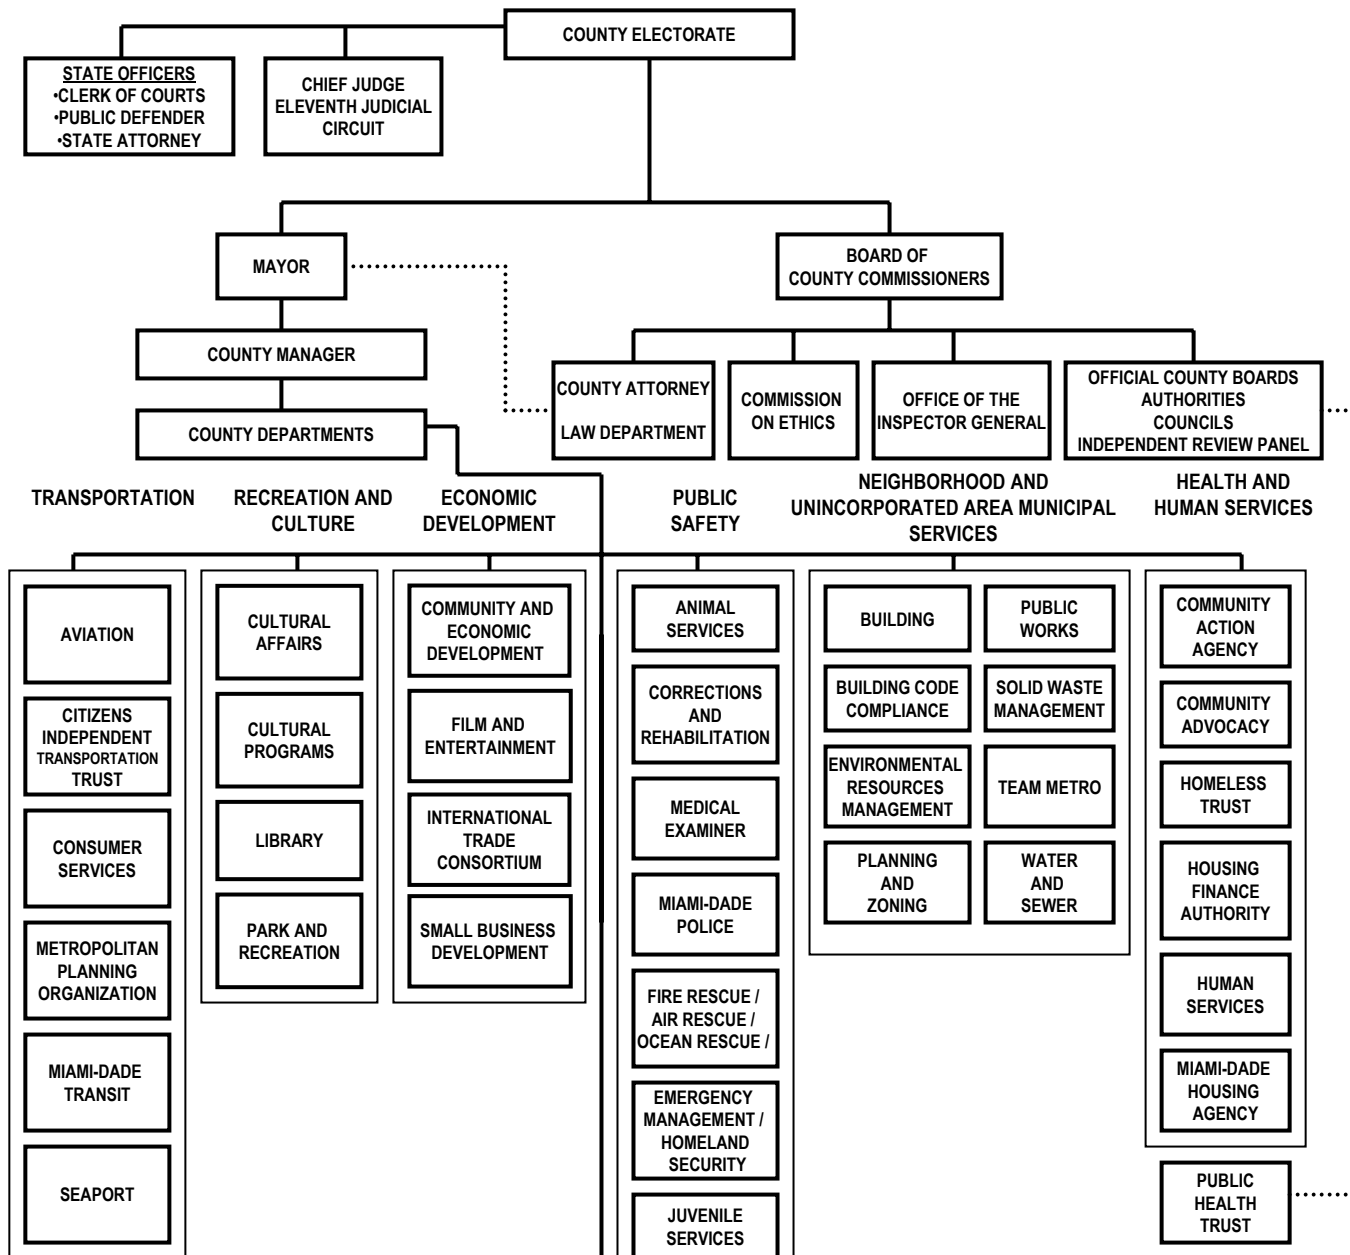 COUNTY ELECTORATE
STATE OFFICERS
•CLERK OF COURTS
•PUBLIC DEFENDER
•STATE ATTORNEY
CHIEF JUDGE
ELEVENTH JUDICIAL
CIRCUIT
MAYOR
BOARD OF
COUNTY COMMISSIONERS
COUNTY MANAGER
COUNTY DEPARTMENTS
COUNTY ATTORNEY
LAW DEPARTMENT
COMMISSION
ON ETHICS
OFFICE OF THE
INSPECTOR GENERAL
OFFICIAL COUNTY BOARDS
AUTHORITIES
COUNCILS
INDEPENDENT REVIEW PANEL
TRANSPORTATION
AVIATION
CITIZENS
INDEPENDENT
TRANSPORTATION
TRUST
CONSUMER
SERVICES
METROPOLITAN
PLANNING
ORGANIZATION
MIAMI-DADE
TRANSIT
SEAPORT
RECREATION AND
CULTURE
CULTURAL
AFFAIRS
CULTURAL
PROGRAMS
LIBRARY
PARK AND
RECREATION
ECONOMIC
DEVELOPMENT
COMMUNITY AND
ECONOMIC
DEVELOPMENT
FILM AND
ENTERTAINMENT
INTERNATIONAL
TRADE
CONSORTIUM
SMALL BUSINESS
DEVELOPMENT
PUBLIC
SAFETY
ANIMAL
SERVICES
CORRECTIONS
AND
REHABILITATION
MEDICAL
EXAMINER
MIAMI-DADE
POLICE
FIRE RESCUE /
AIR RESCUE /
OCEAN RESCUE /
EMERGENCY
MANAGEMENT /
HOMELAND
SECURITY
JUVENILE
SERVICES
NEIGHBORHOOD AND
UNINCORPORATED AREA MUNICIPAL
SERVICES
BUILDING
PUBLIC
WORKS
BUILDING CODE
COMPLIANCE
SOLID WASTE
MANAGEMENT
ENVIRONMENTAL
RESOURCES
MANAGEMENT
TEAM METRO
PLANNING
AND
ZONING
WATER
AND
SEWER
HEALTH AND
HUMAN SERVICES
COMMUNITY
ACTION
AGENCY
COMMUNITY
ADVOCACY
HOMELESS
TRUST
HOUSING
FINANCE
AUTHORITY
HUMAN
SERVICES
MIAMI-DADE
HOUSING
AGENCY
PUBLIC
HEALTH
TRUST